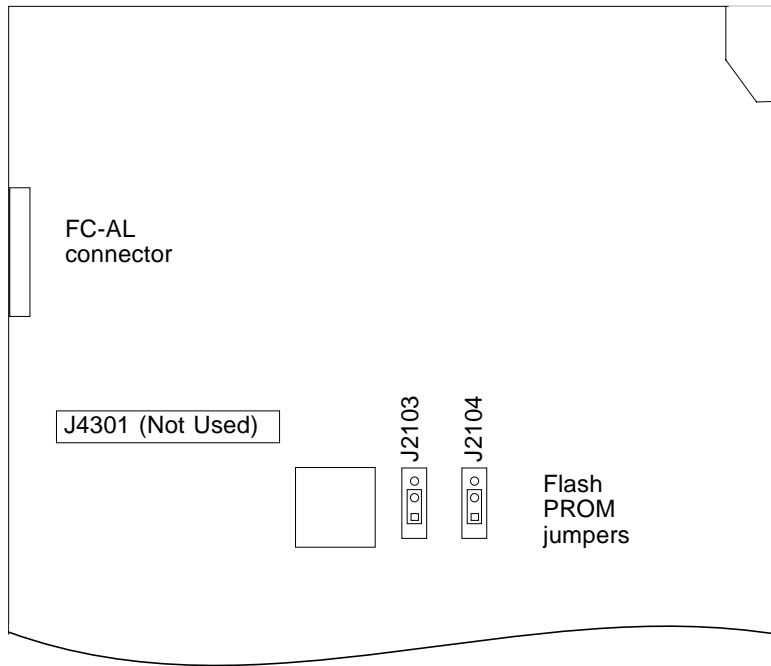 FC-AL
connector
J4301 (Not Used)
J2103
J2104
Flash
PROM
jumpers